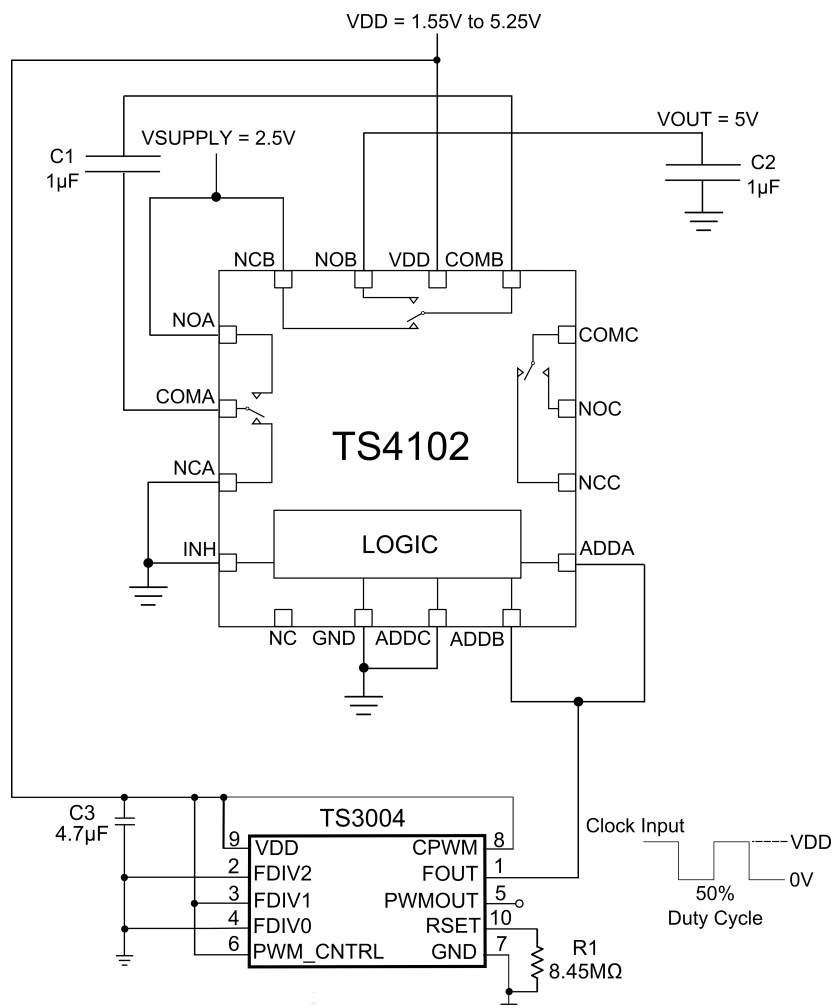 VDD = 1.55V to 5.25V
VSUPPLY = 2.5V
VOUT = 5V
C1
1µF
C2
1µF
NCB
NOB
VDD
COMB
NOA
COMC
COMA
NOC
TS4102
NCA
NCC
INH
LOGIC
ADDA
NC
GND
ADDC
ADDB
C3
4.7µF
TS3004
9
VDD
CPWM
8
2
FDIV2
FOUT
1
3
FDIV1
PWMOUT
5
4
FDIV0
RSET
10
6
PWM_CNTRL
GND
7
R1
8.45MΩ
Clock Input
VDD
0V
50%
Duty Cycle